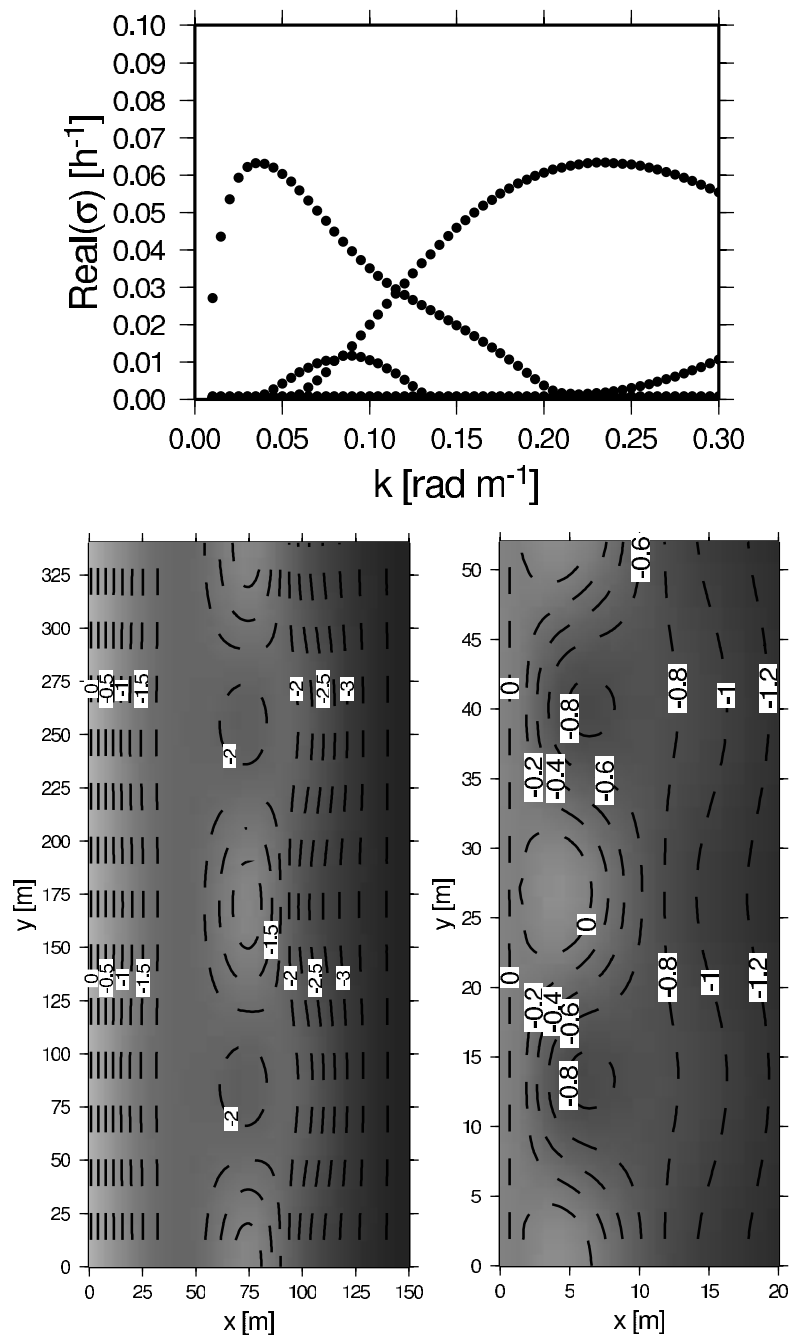 0.10
0.09
0.08
0.07
0.06
0.05
0.04
0.03
0.02
0.01
0.00
Real(σ) [h-1]
0.00 0.05 0.10 0.15 0.20 0.25 0.30
k [rad m-1]
325
300
275
250
225
200
175
150
125
100
75
50
25
0
y [m]
0 -0.5 -1 -1.5 -2 -2.5 -3
-2
-1.5
0 -0.5 -1 -1.5 -2 -2.5 -3
-2
0 25 50 75 100 125 150
x [m]
50
45
40
35
30
25
20
15
10
5
0
y [m]
-0.6
0 -0.8 -0.8 -1 -1.2
-0.2 -0.4 -0.6
0
0 -0.8 -1 -1.2
-0.2 -0.4 -0.6
-0.8
0 5 10 15 20
x [m]